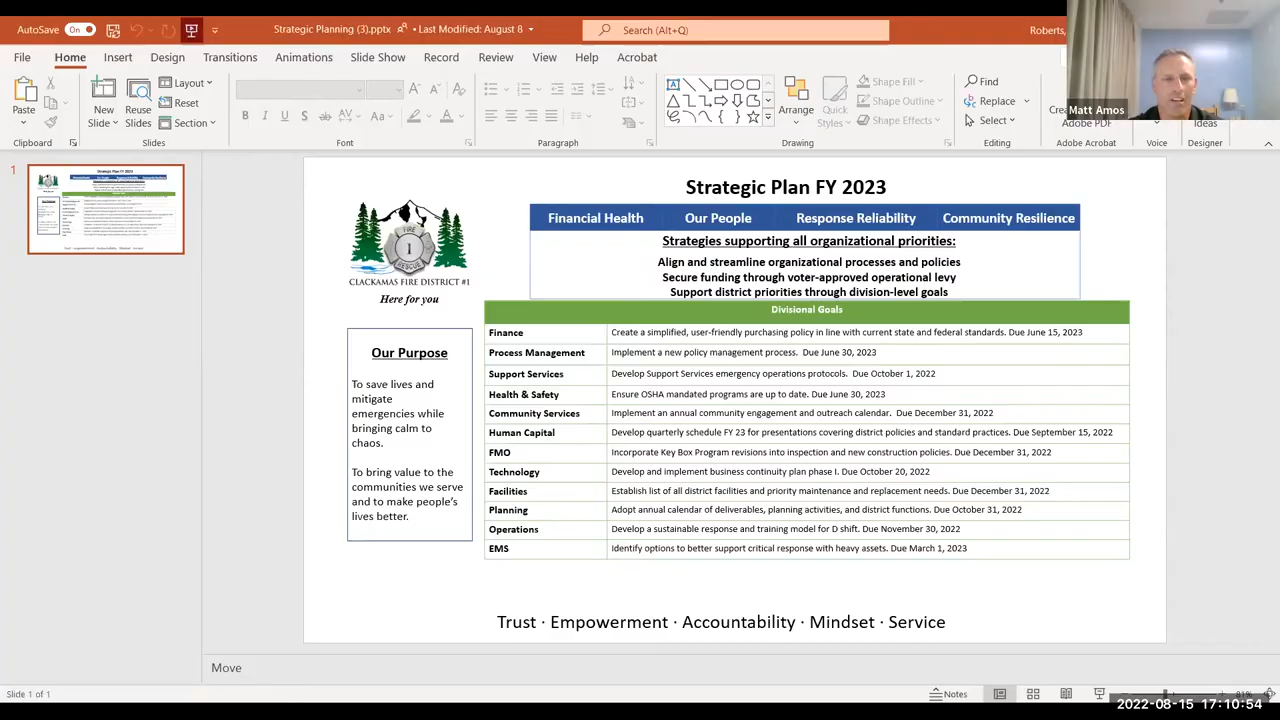 AutoSave On
Strategic Planning (3).pptx • Last Modified: August 8
Search (Alt+Q)
Roberts,
File Home Insert Design Transitions Animations Slide Show Record Review View Help Acrobat
Paste
New Slide
Reuse Slides
Layout
Reset
Section
Arrange
Quick Styles
Shape Fill
Shape Outline
Shape Effects
Find
Replace
Select
Adobe PDF
Ideas
Matt Amos
Clipboard Slides Font Paragraph Drawing Editing Adobe Acrobat Voice Designer
1
Strategic Plan FY 2023
Financial Health Our People Response Reliability Community Resilience
Strategies supporting all organizational priorities:
Align and streamline organizational processes and policies
Secure funding through voter-approved operational levy
Support district priorities through division-level goals
FIRE
1
RESCUE
CLACKAMAS FIRE DISTRICT #1
Here for you
Our Purpose
To save lives and
mitigate
emergencies while
bringing calm to
chaos.
To bring value to the
communities we serve
and to make people's
lives better.
Divisional Goals
Finance Create a simplified, user-friendly purchasing policy in line with current state and federal standards. Due June 15, 2023
Process Management Implement a new policy management process. Due June 30, 2023
Support Services Develop Support Services emergency operations protocols. Due October 1, 2022
Health & Safety Ensure OSHA mandated programs are up to date. Due June 30, 2023
Community Services Implement an annual community engagement and outreach calendar. Due December 31, 2022
Human Capital Develop quarterly schedule FY 23 for presentations covering district policies and standard practices. Due September 15, 2022
FMO Incorporate Key Box Program revisions into inspection and new construction policies. Due December 31, 2022
Technology Develop and implement business continuity plan phase I. Due October 20, 2022
Facilities Establish list of all district facilities and priority maintenance and replacement needs. Due December 31, 2022
Planning Adopt annual calendar of deliverables, planning activities, and district functions. Due October 31, 2022
Operations Develop a sustainable response and training model for D shift. Due November 30, 2022
EMS Identify options to better support critical response with heavy assets. Due March 1, 2023
Trust · Empowerment · Accountability · Mindset · Service
Move
Slide 1 of 1
Notes
81%
2022-08-15 17:10:54